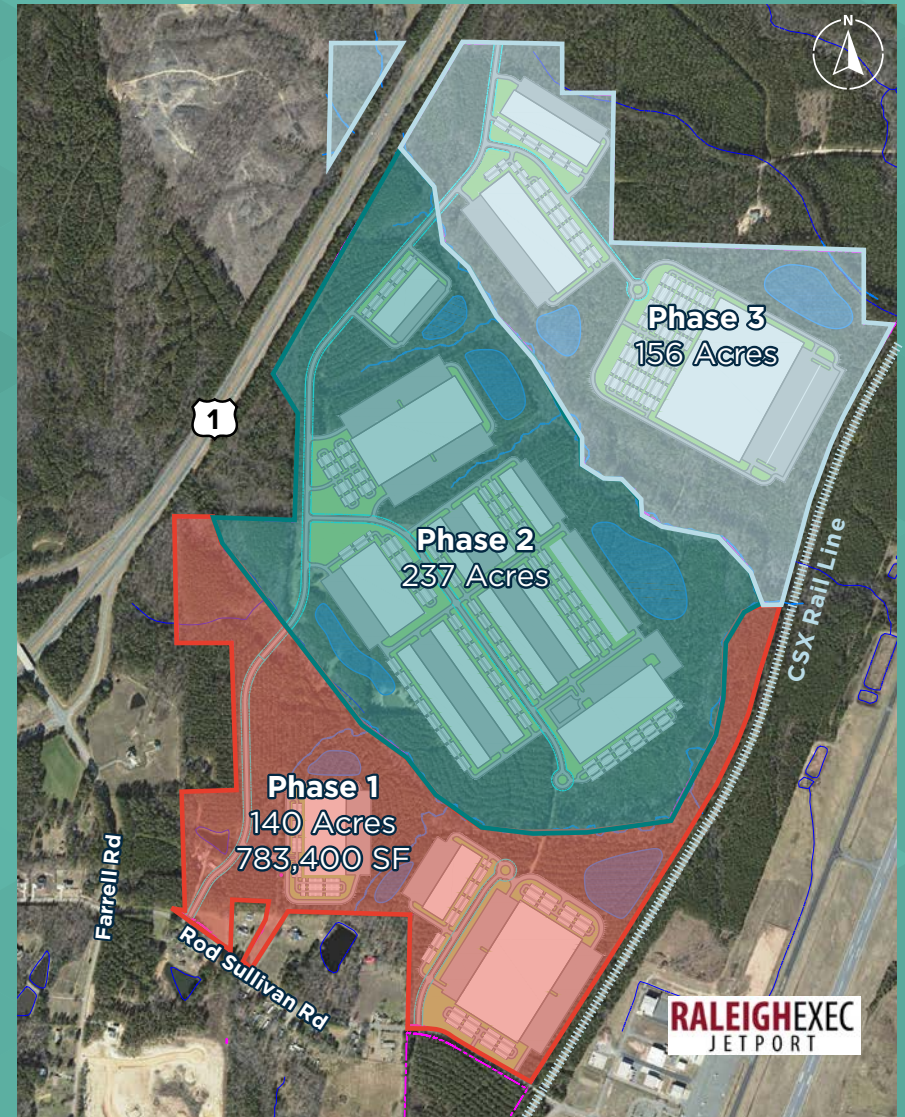 N
1
Phase 3
156 Acres
Phase 2
237 Acres
CSX Rail Line
Phase 1
140 Acres
783,400 SF
Farrell Rd
Rod Sullivan Rd
RALEIGHEXEC
JETPORT